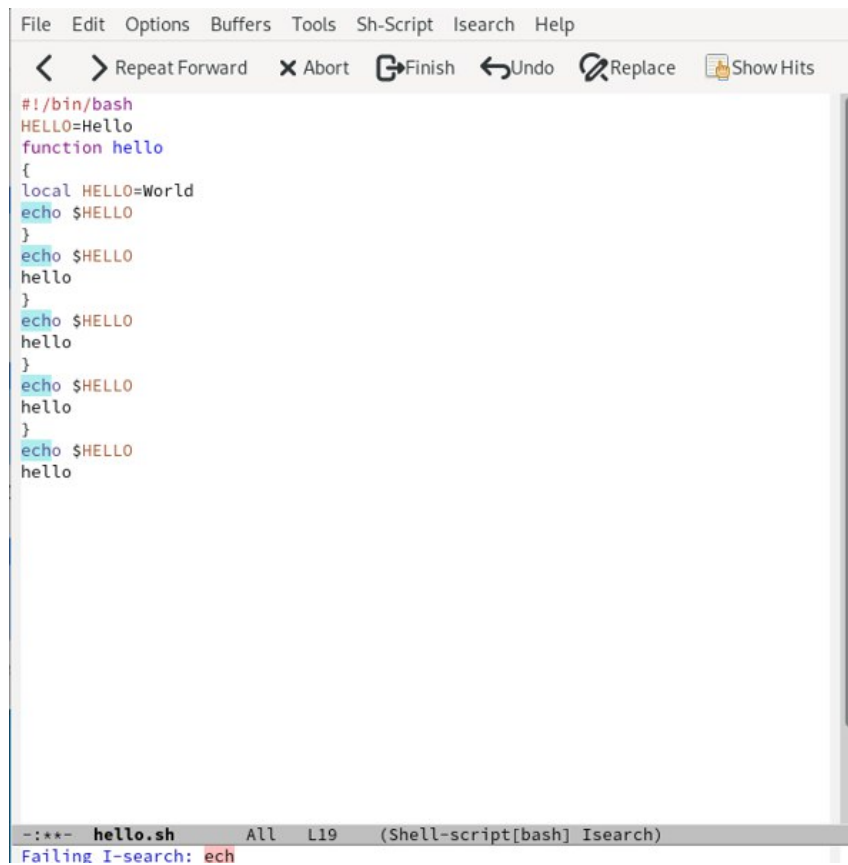 File Edit Options Buffers Tools Sh-Script Isearch Help
Repeat Forward Abort Finish Undo Replace Show Hits
#!/bin/bash
HELLO=Hello
function hello
{
local HELLO=World
echo $HELLO
}
echo $HELLO
hello
}
echo $HELLO
hello
}
echo $HELLO
hello
}
echo $HELLO
hello
-:**- hello.sh All L19 (Shell-script[bash] Isearch)
Failing I-search: ech